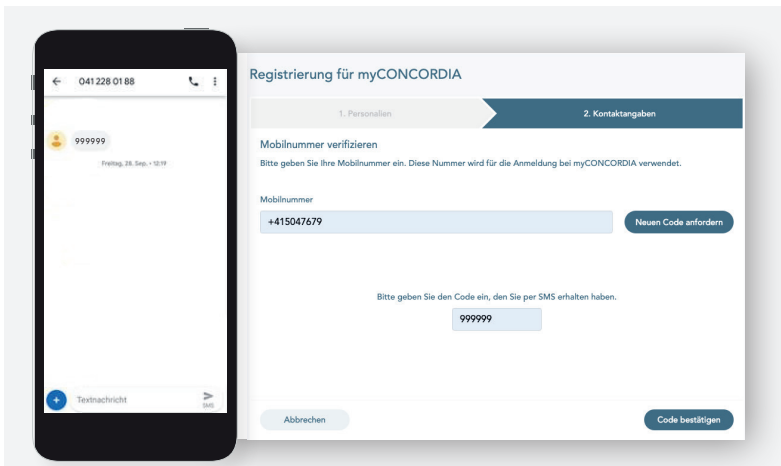 041 228 01 88
999999
Freitag, 28. Sep. • 12:19
Textnachricht
SMS
Registrierung für myCONCORDIA
1. Personalien
2. Kontaktangaben
Mobilnummer verifizieren
Bitte geben Sie Ihre Mobilnummer ein. Diese Nummer wird für die Anmeldung bei myCONCORDIA verwendet.
Mobilnummer
+415047679
Neuen Code anfordern
Bitte geben Sie den Code ein, den Sie per SMS erhalten haben.
999999
Abbrechen
Code bestätigen